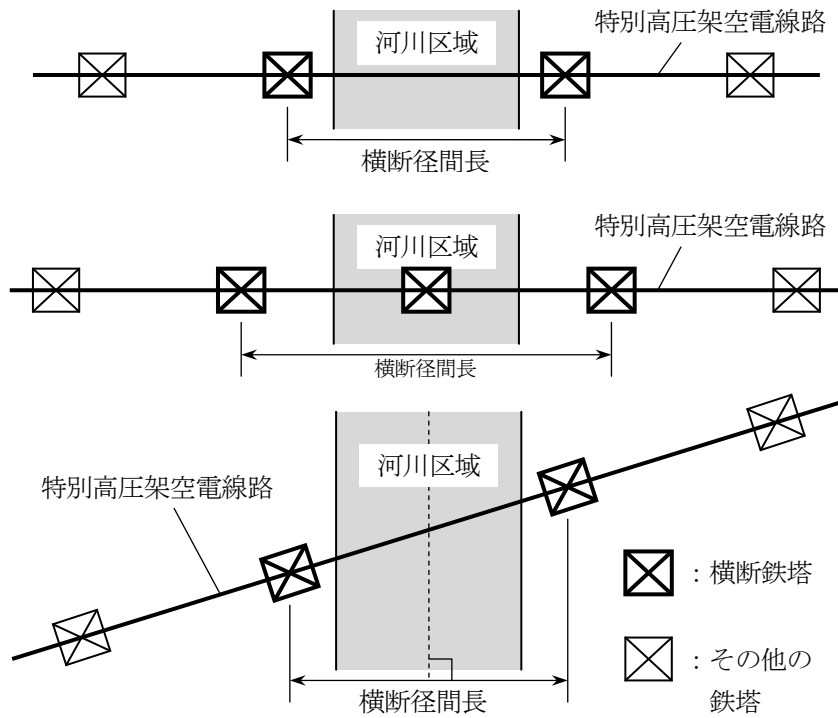 河川区域
特別高圧架空電線路
横断径間長
河川区域
特別高圧架空電線路
横断径間長
河川区域
特別高圧架空電線路
横断径間長
：横断鉄塔
：その他の
鉄塔